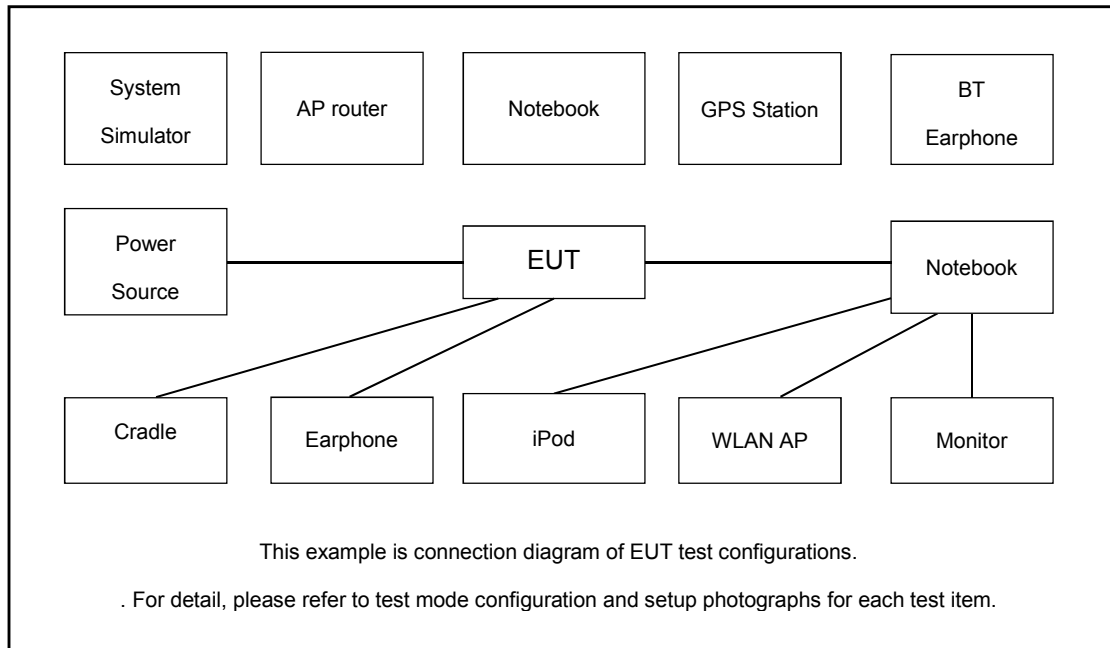 System
Simulator
AP router
Notebook
GPS Station
BT
Earphone
Power
Source
EUT
Notebook
Cradle
Earphone
iPod
WLAN AP
Monitor
This example is connection diagram of EUT test configurations.
. For detail, please refer to test mode configuration and setup photographs for each test item.